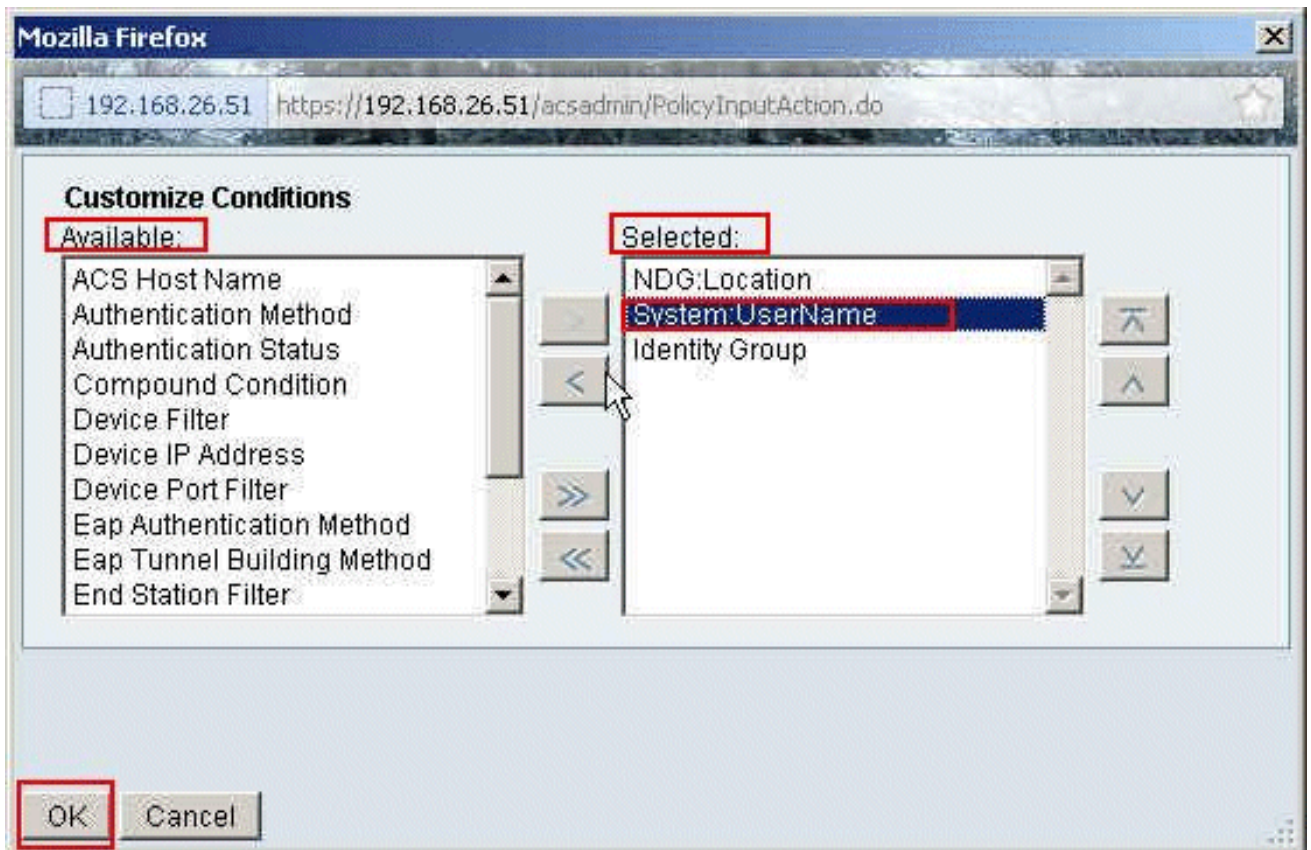 Mozilla Firefox
192.168.26.51 https://192.168.26.51/acsadmin/PolicyInputAction.do
Customize Conditions
Available:
ACS Host Name
Authentication Method
Authentication Status
Compound Condition
Device Filter
Device IP Address
Device Port Filter
Eap Authentication Method
Eap Tunnel Building Method
End Station Filter
Selected:
NDG:Location
System:UserName
Identity Group
OK
Cancel